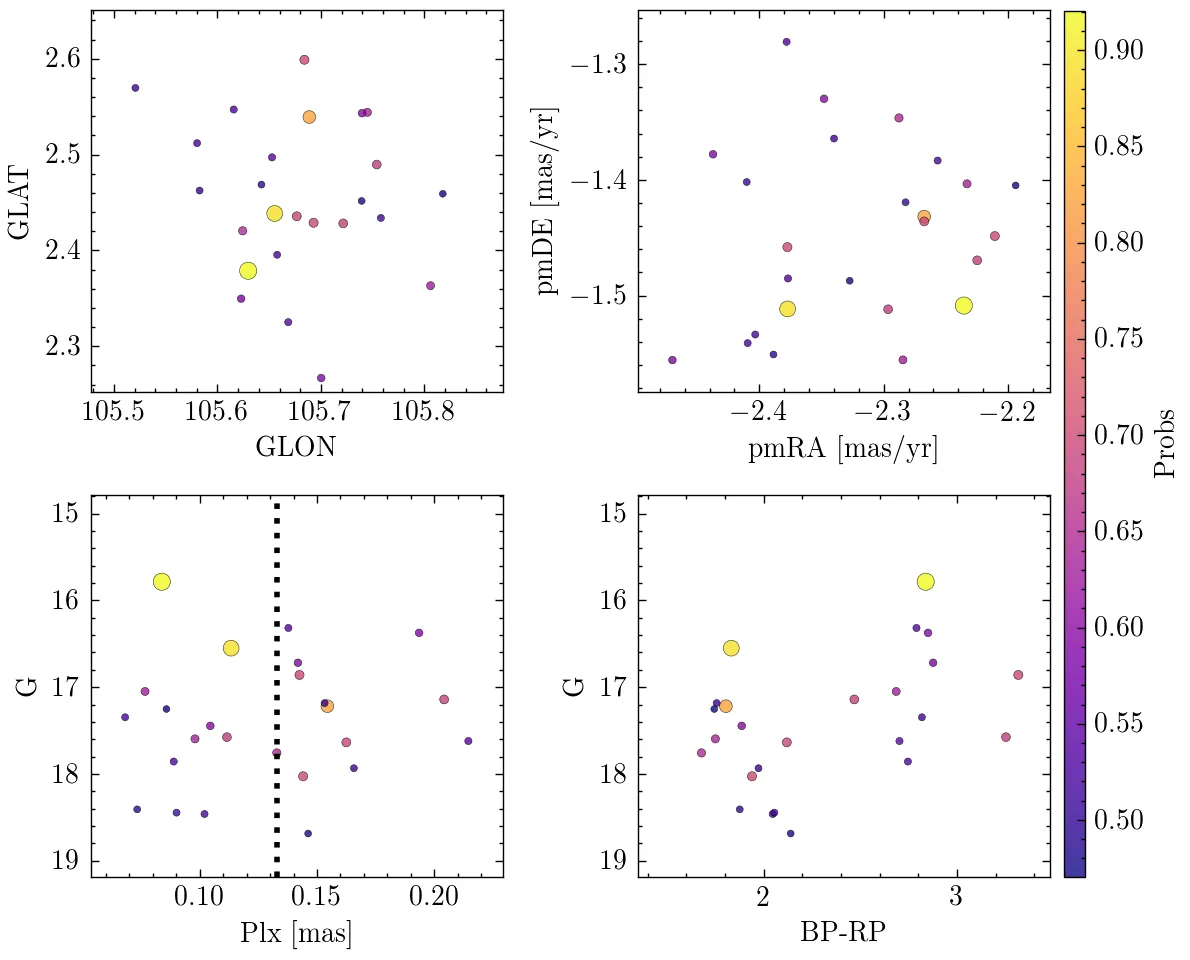 2.6
2.5
2.4
2.3
GLAT
105.5 105.6 105.7 105.8
GLON
−1.3
−1.4
−1.5
pmDE [mas/yr]
−2.4 −2.3 −2.2
pmRA [mas/yr]
0.90
0.85
0.80
0.75
0.70
0.65
0.60
0.55
0.50
Probs
15
16
17
18
19
G
0.10 0.15 0.20
Plx [mas]
15
16
17
18
19
G
2 3
BP-RP